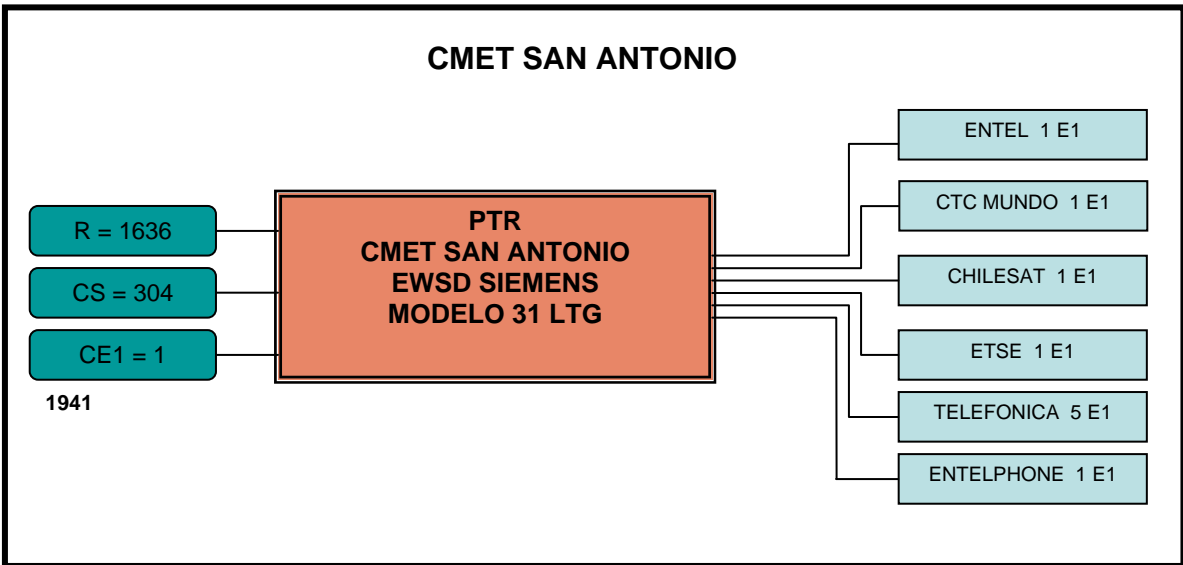 CMET SAN ANTONIO
R = 1636
CS = 304
CE1 = 1
1941
PTR
CMET SAN ANTONIO
EWSD SIEMENS
MODELO 31 LTG
ENTEL 1 E1
CTC MUNDO 1 E1
CHILESAT 1 E1
ETSE 1 E1
TELEFONICA 5 E1
ENTELPHONE 1 E1